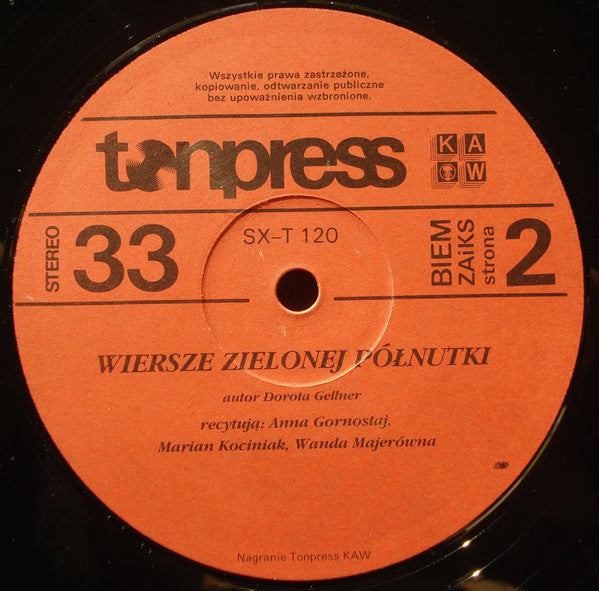 Wszystkie prawa zastrzeżone,
kopiowanie, odtwarzanie publiczne
bez upoważnienia wzbronione.
tonpress
K A
W
STEREO
33
SX-T 120
BIEM
ZAiKS
strona
2
WIERSZE ZIELONEJ PÓŁNUTKI
autor Dorota Gellner
recytują: Anna Gornostaj,
Marian Kociniak, Wanda Majerówna
Nagranie Tonpress KAW